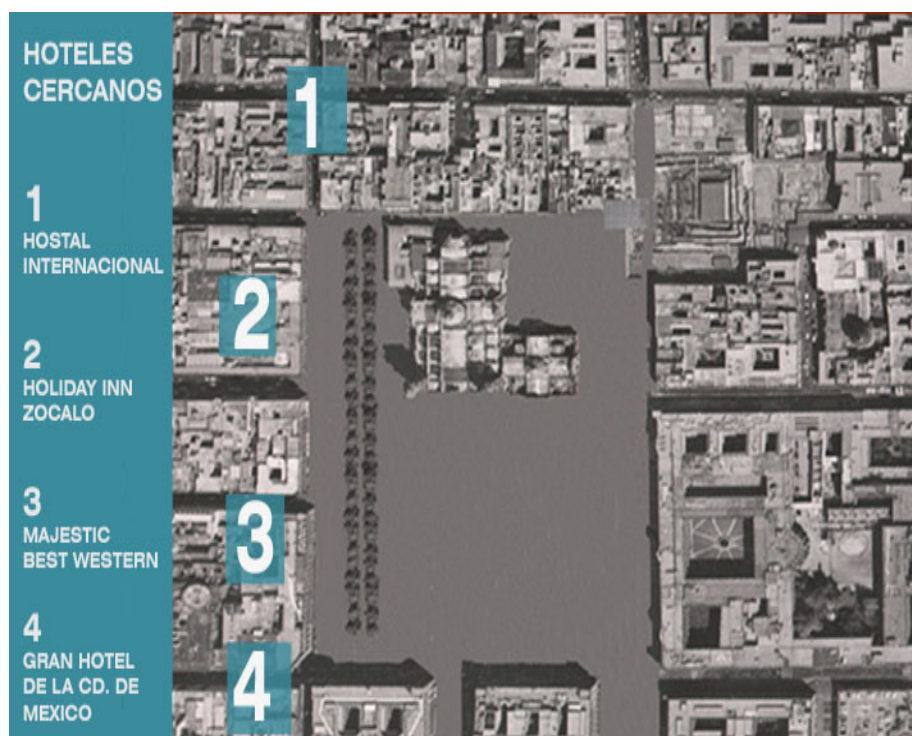 HOTELES
CERCANOS
1
HOSTAL
INTERNACIONAL
2
HOLIDAY INN
ZOCALO
3
MAJESTIC
BEST WESTERN
4
GRAN HOTEL
DE LA CD. DE
MEXICO
1
2
3
4